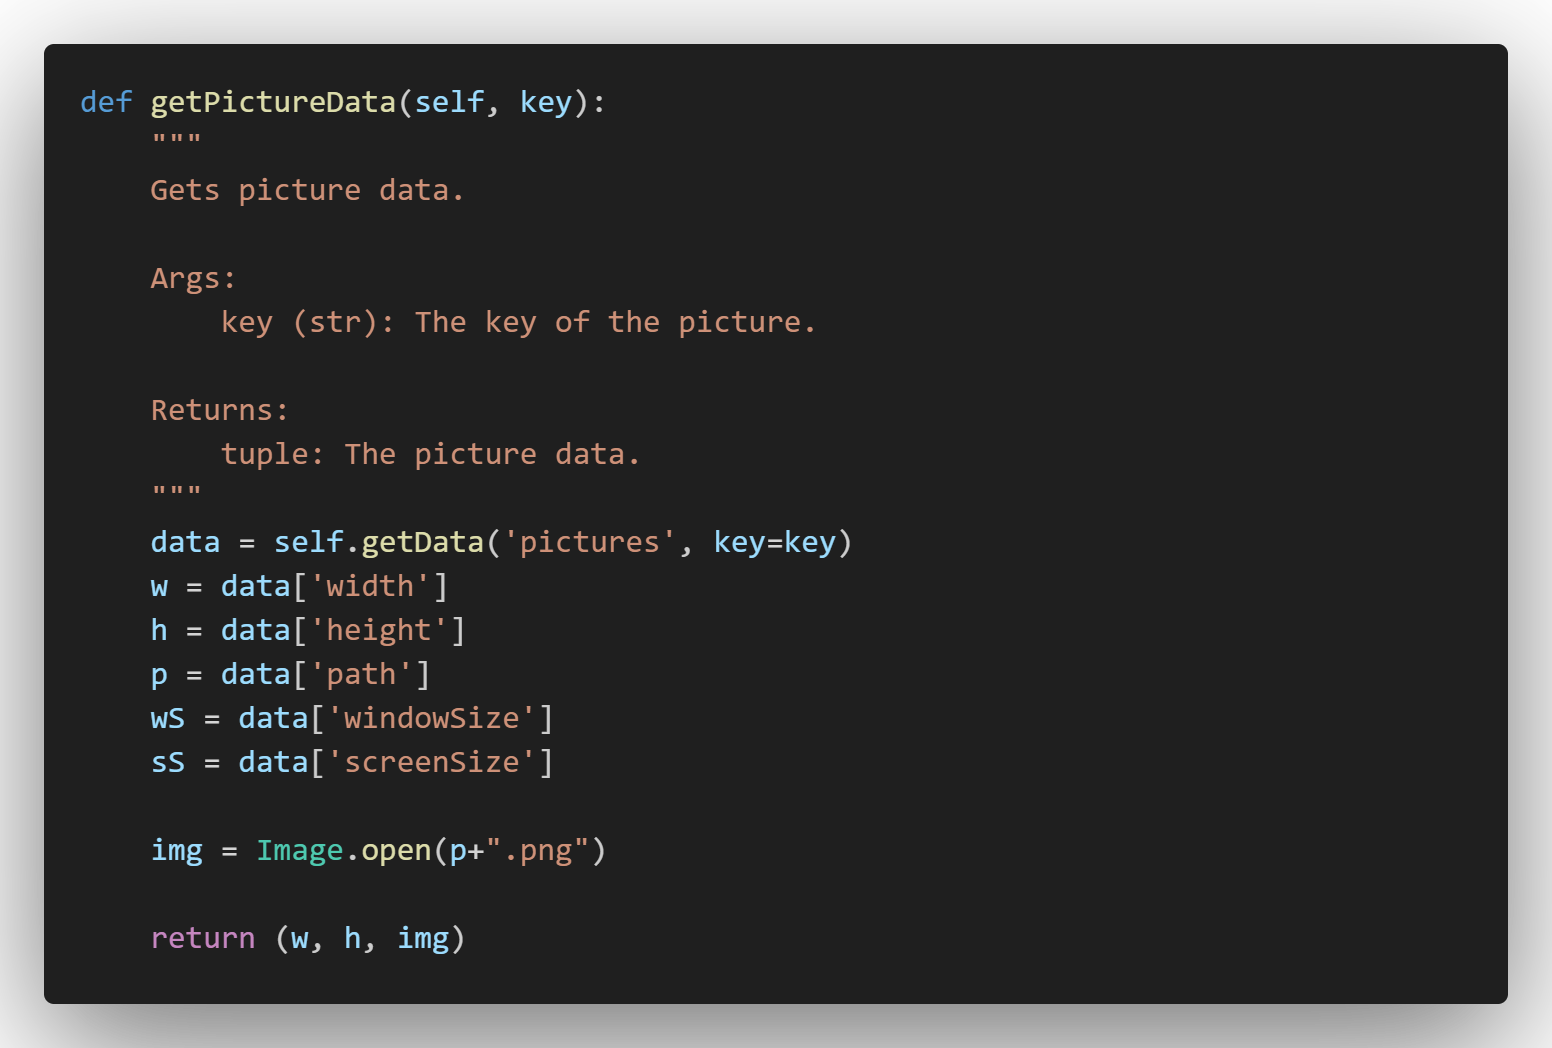 def getPictureData(self, key):
    """
    Gets picture data.

    Args:
        key (str): The key of the picture.

    Returns:
        tuple: The picture data.
    """
    data = self.getData('pictures', key=key)
    w = data['width']
    h = data['height']
    p = data['path']
    wS = data['windowSize']
    sS = data['screenSize']

    img = Image.open(p+".png")

    return (w, h, img)